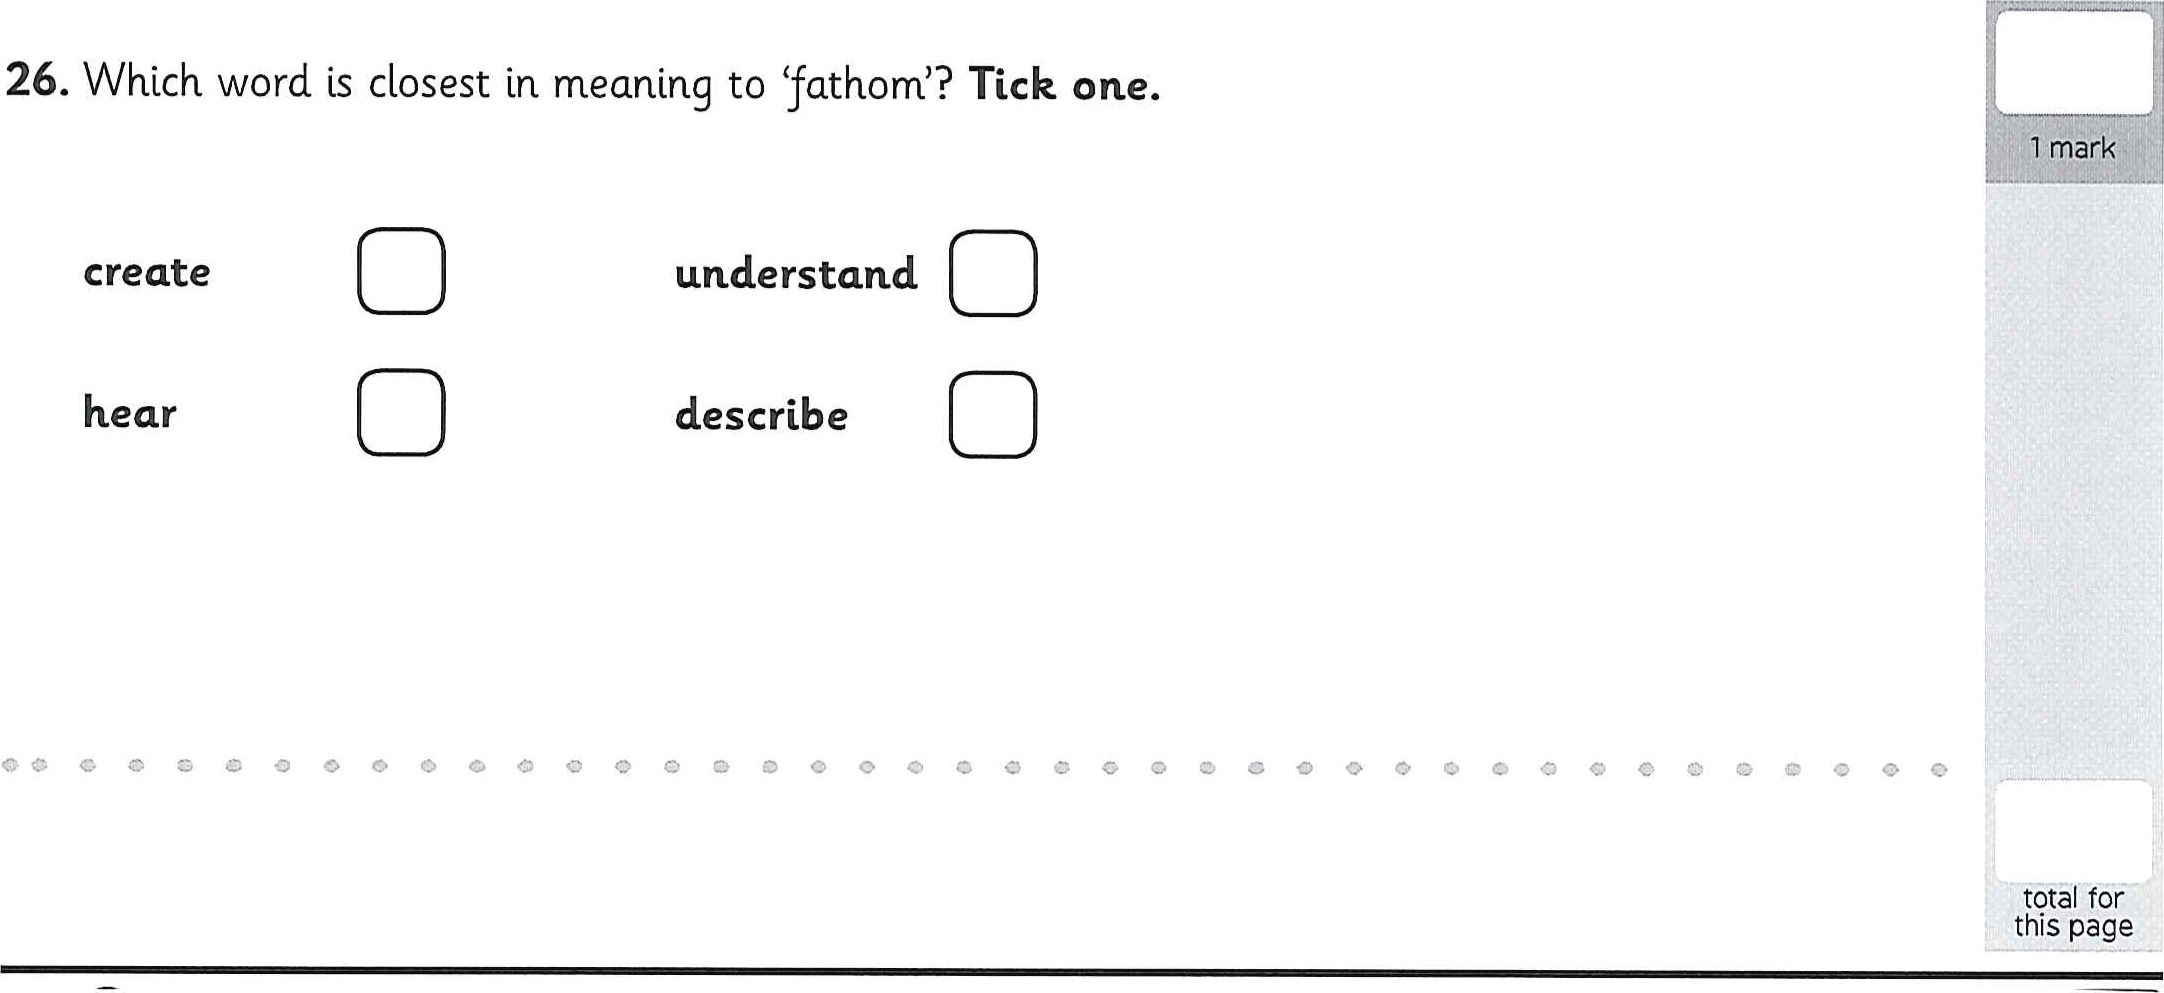 26. Which word is closest in meaning to ‘fathom’? Tick one.
1 mark
create
understand
hear
describe
total for
this page